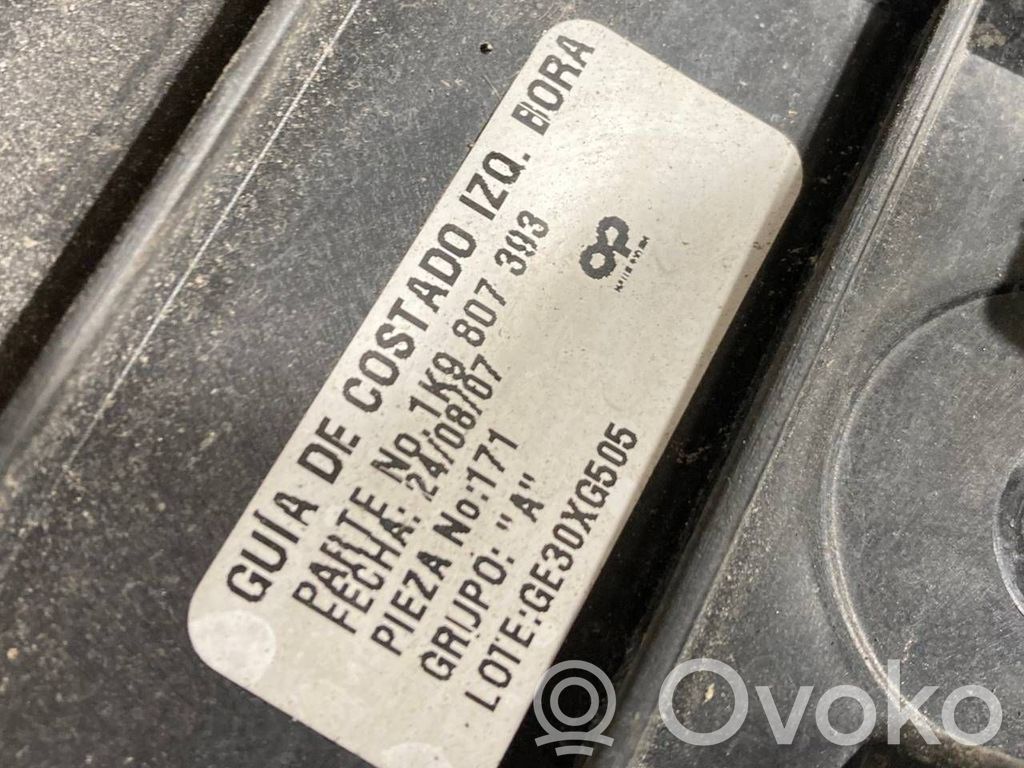 GUÍA DE COSTADO IZQ. BORA
PARTE No. 1K9 807 393
FECHA: 24/08/07
PIEZA No:171
GRUPO: "A"
LOTE:GE30XG505
Ovoko